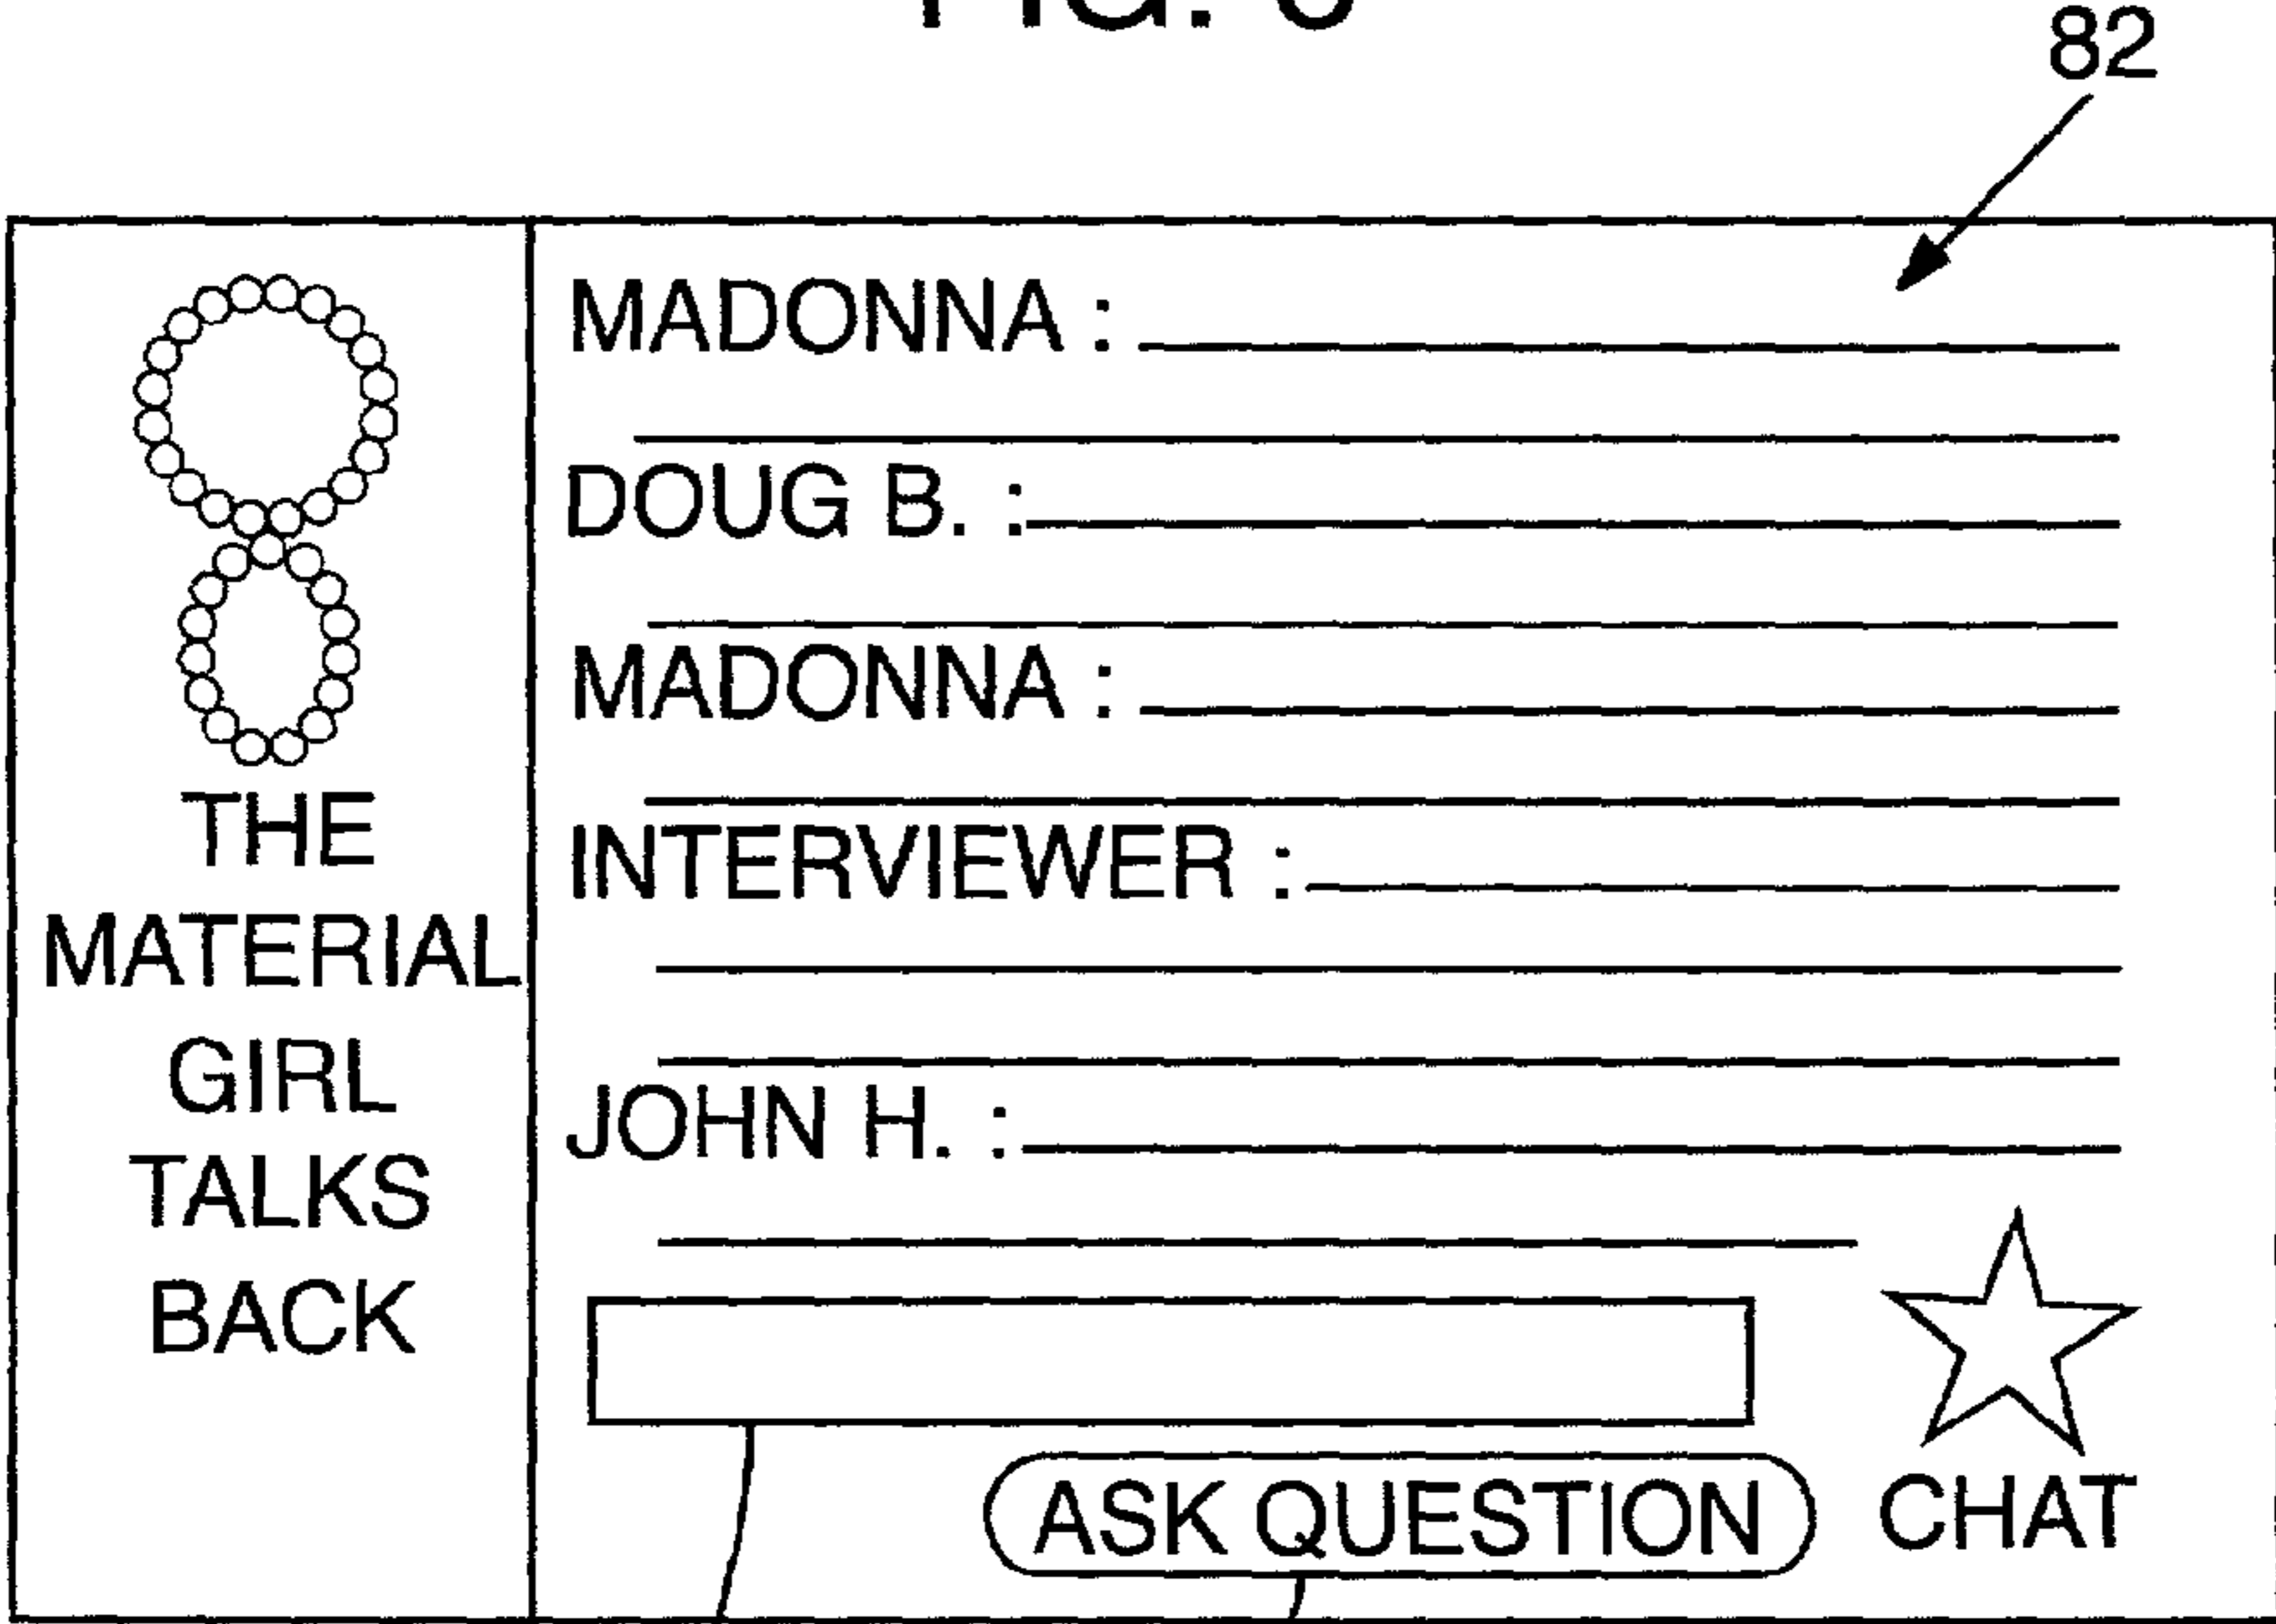 82
MADONNA :
DOUG B. :
MADONNA :
INTERVIEWER :
JOHN H. :
THE
MATERIAL
GIRL
TALKS
BACK
ASK QUESTION
CHAT